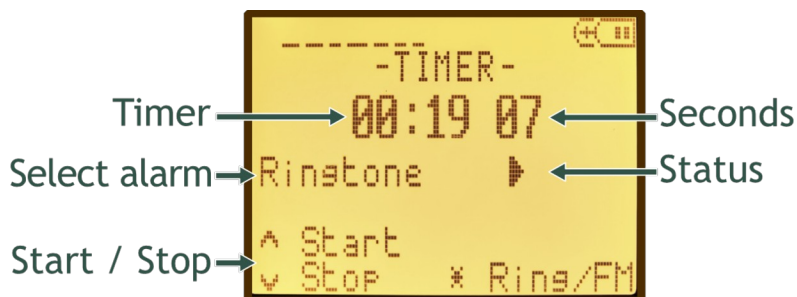 -TIMER-
Timer 00:19 07 Seconds
Select alarm Ringtone Status
^ Start
Start / Stop
v Stop * Ring/FM